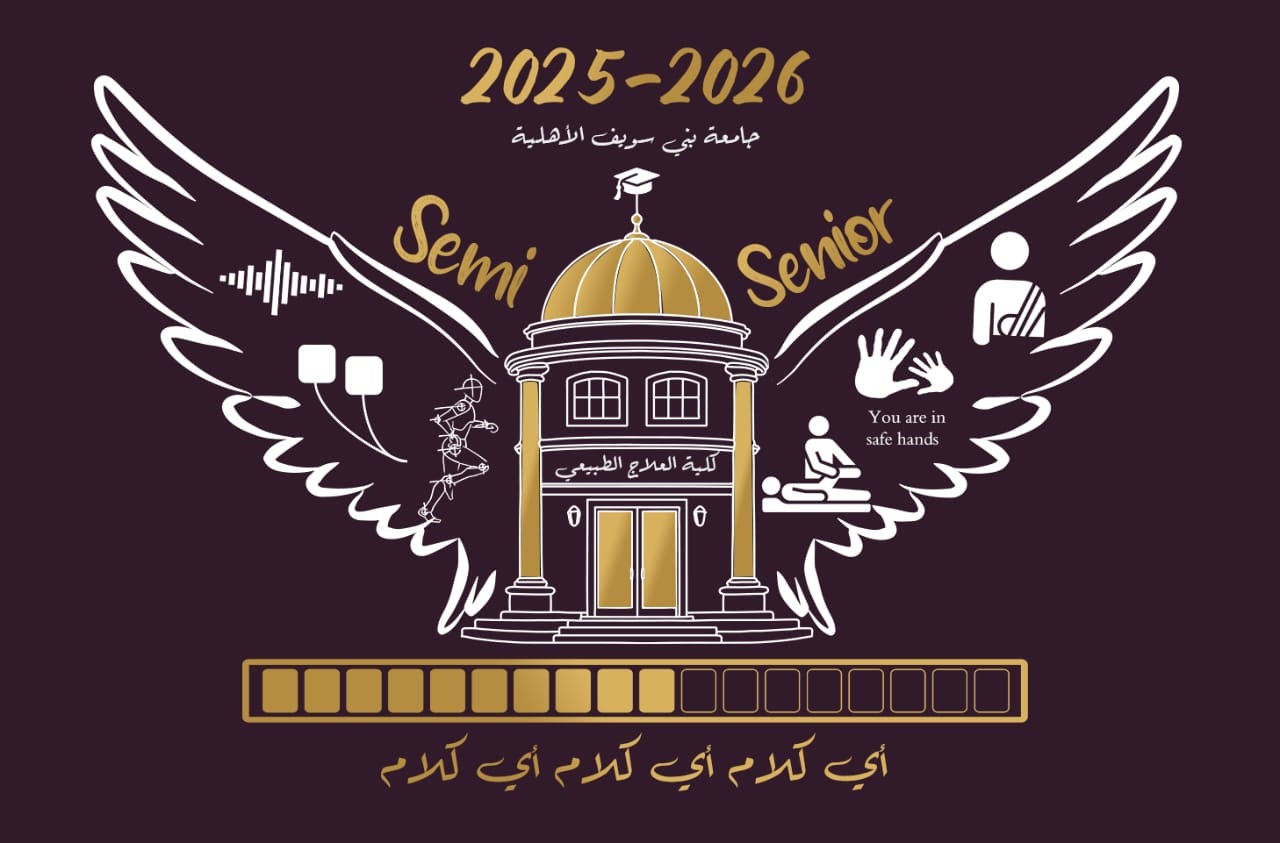 2025-2026
جامعة بني سويف الأهلية
Semi
Senior
You are in
safe hands
كلية العلاج الطبيعي
أي كلام أي كلام أي كلام